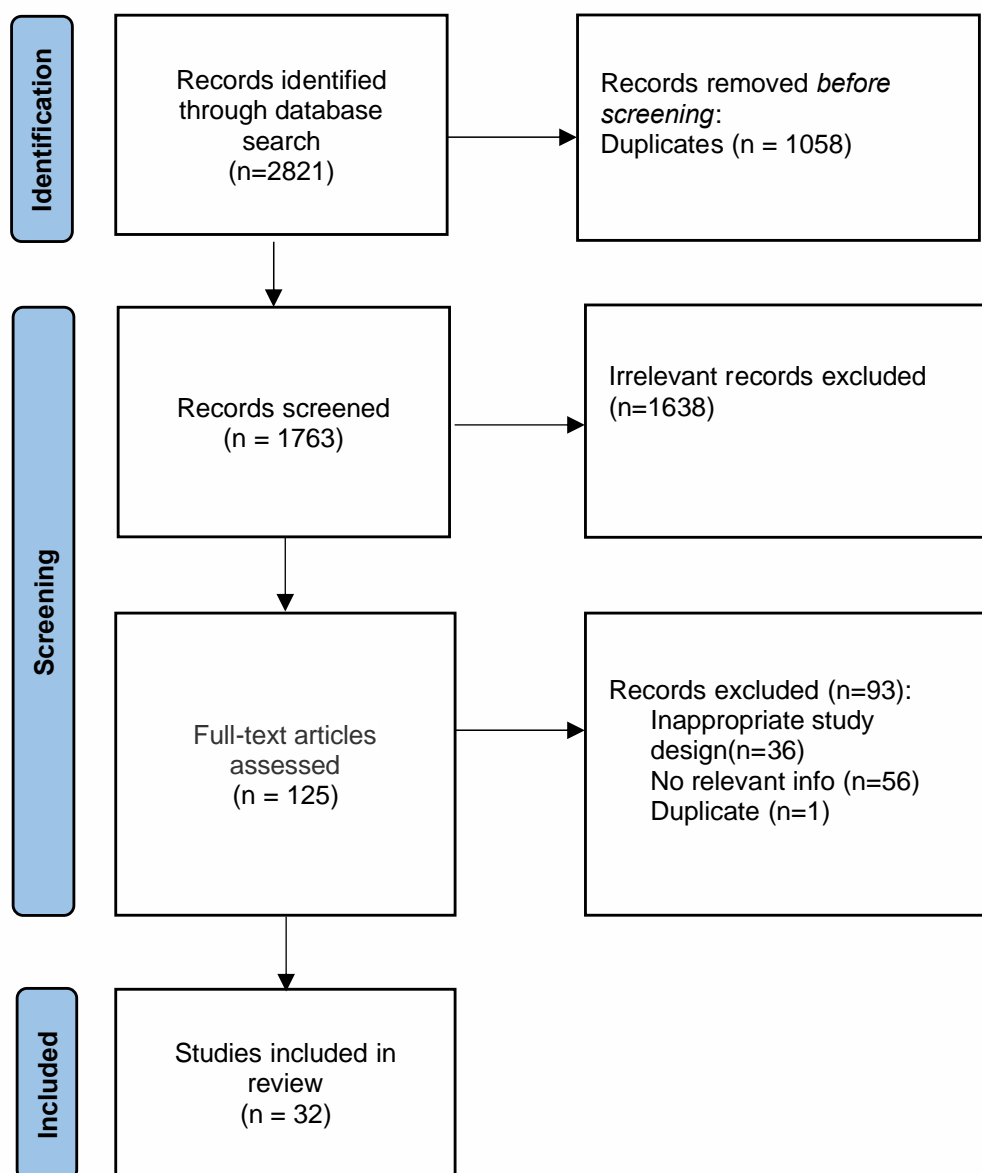 Identification
Records identified
through database
search
(n=2821)
Records removed before
screening:
Duplicates (n = 1058)
Screening
Records screened
(n = 1763)
Irrelevant records excluded
(n=1638)
Full-text articles
assessed
(n = 125)
Records excluded (n=93):
Inappropriate study
design(n=36)
No relevant info (n=56)
Duplicate (n=1)
Included
Studies included in
review
(n = 32)